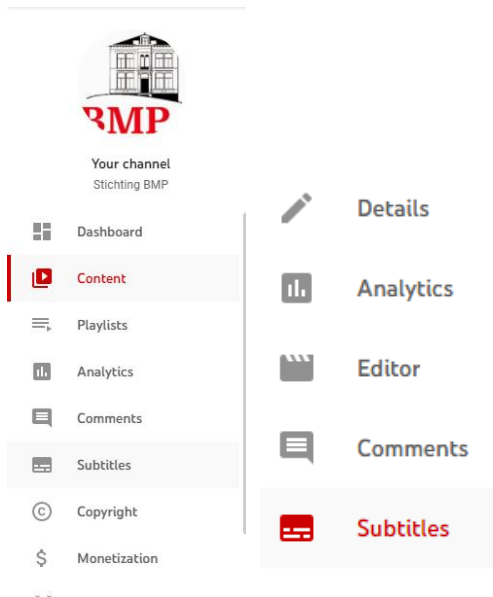 BMP
Your channel
Stichting BMP
Dashboard
Content
Playlists
Analytics
Comments
Subtitles
Copyright
Monetization
Details
Analytics
Editor
Comments
Subtitles